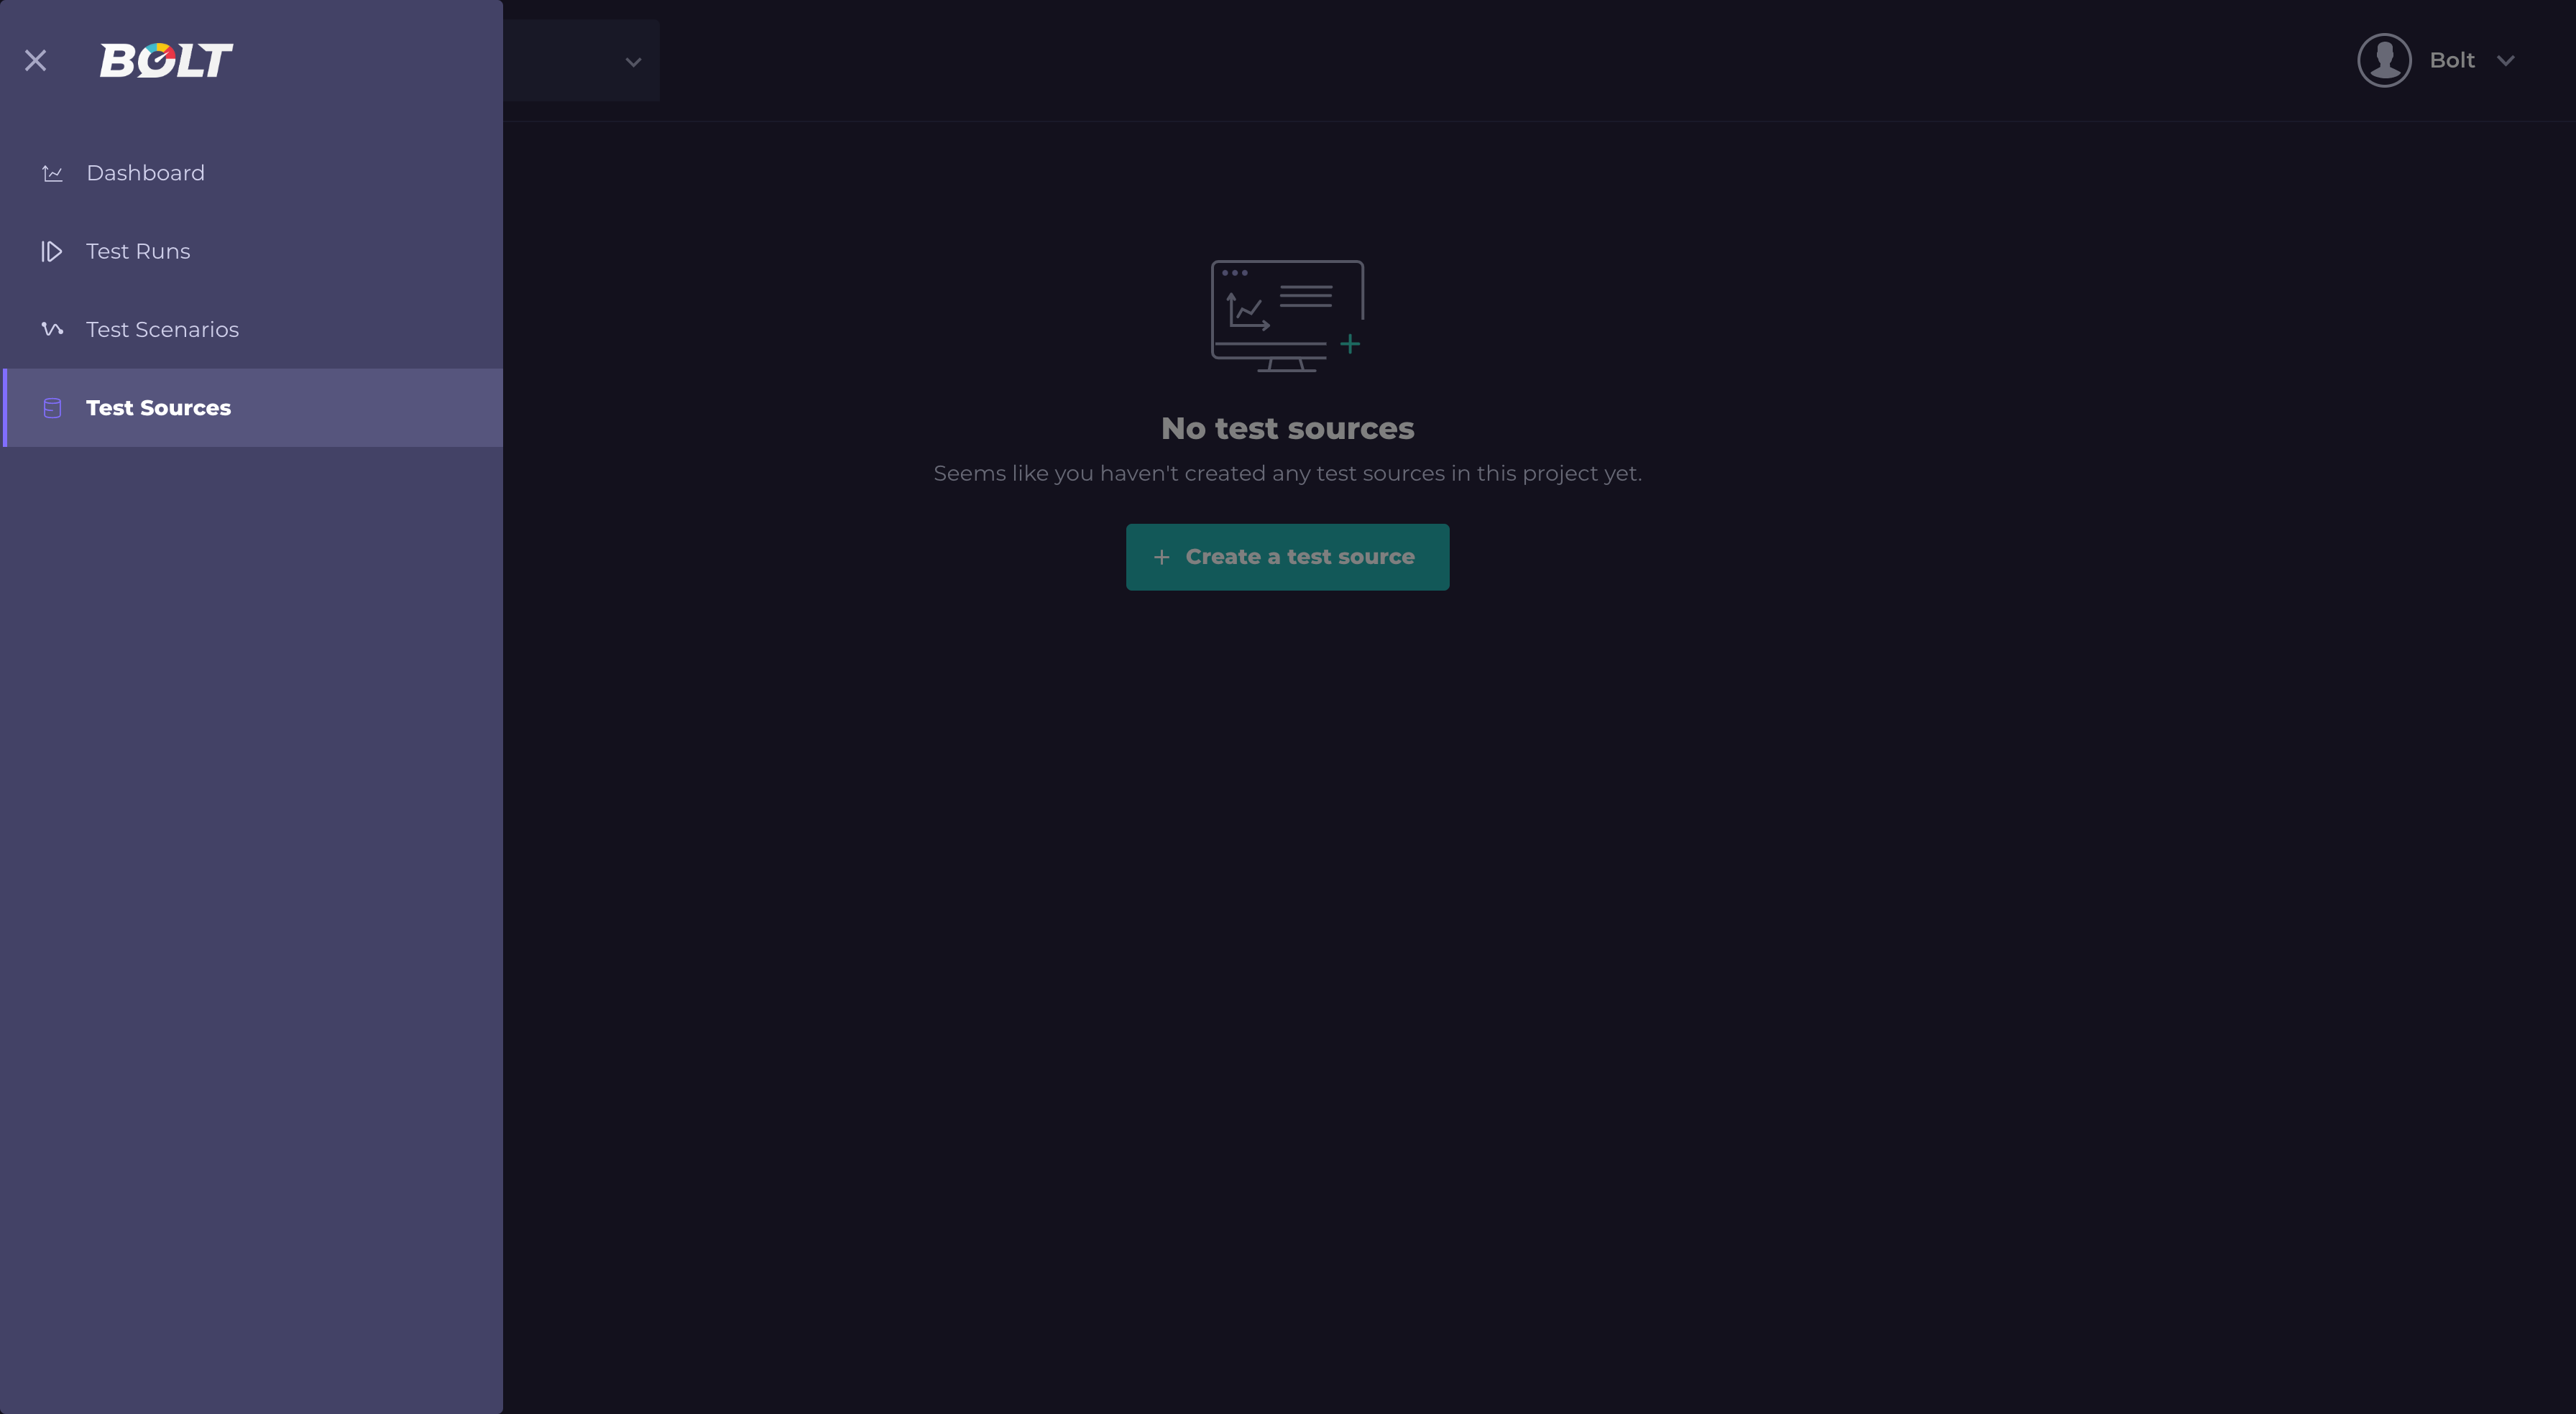 BOLT
Bolt
Dashboard
Test Runs
Test Scenarios
Test Sources
No test sources
Seems like you haven't created any test sources in this project yet.
Create a test source